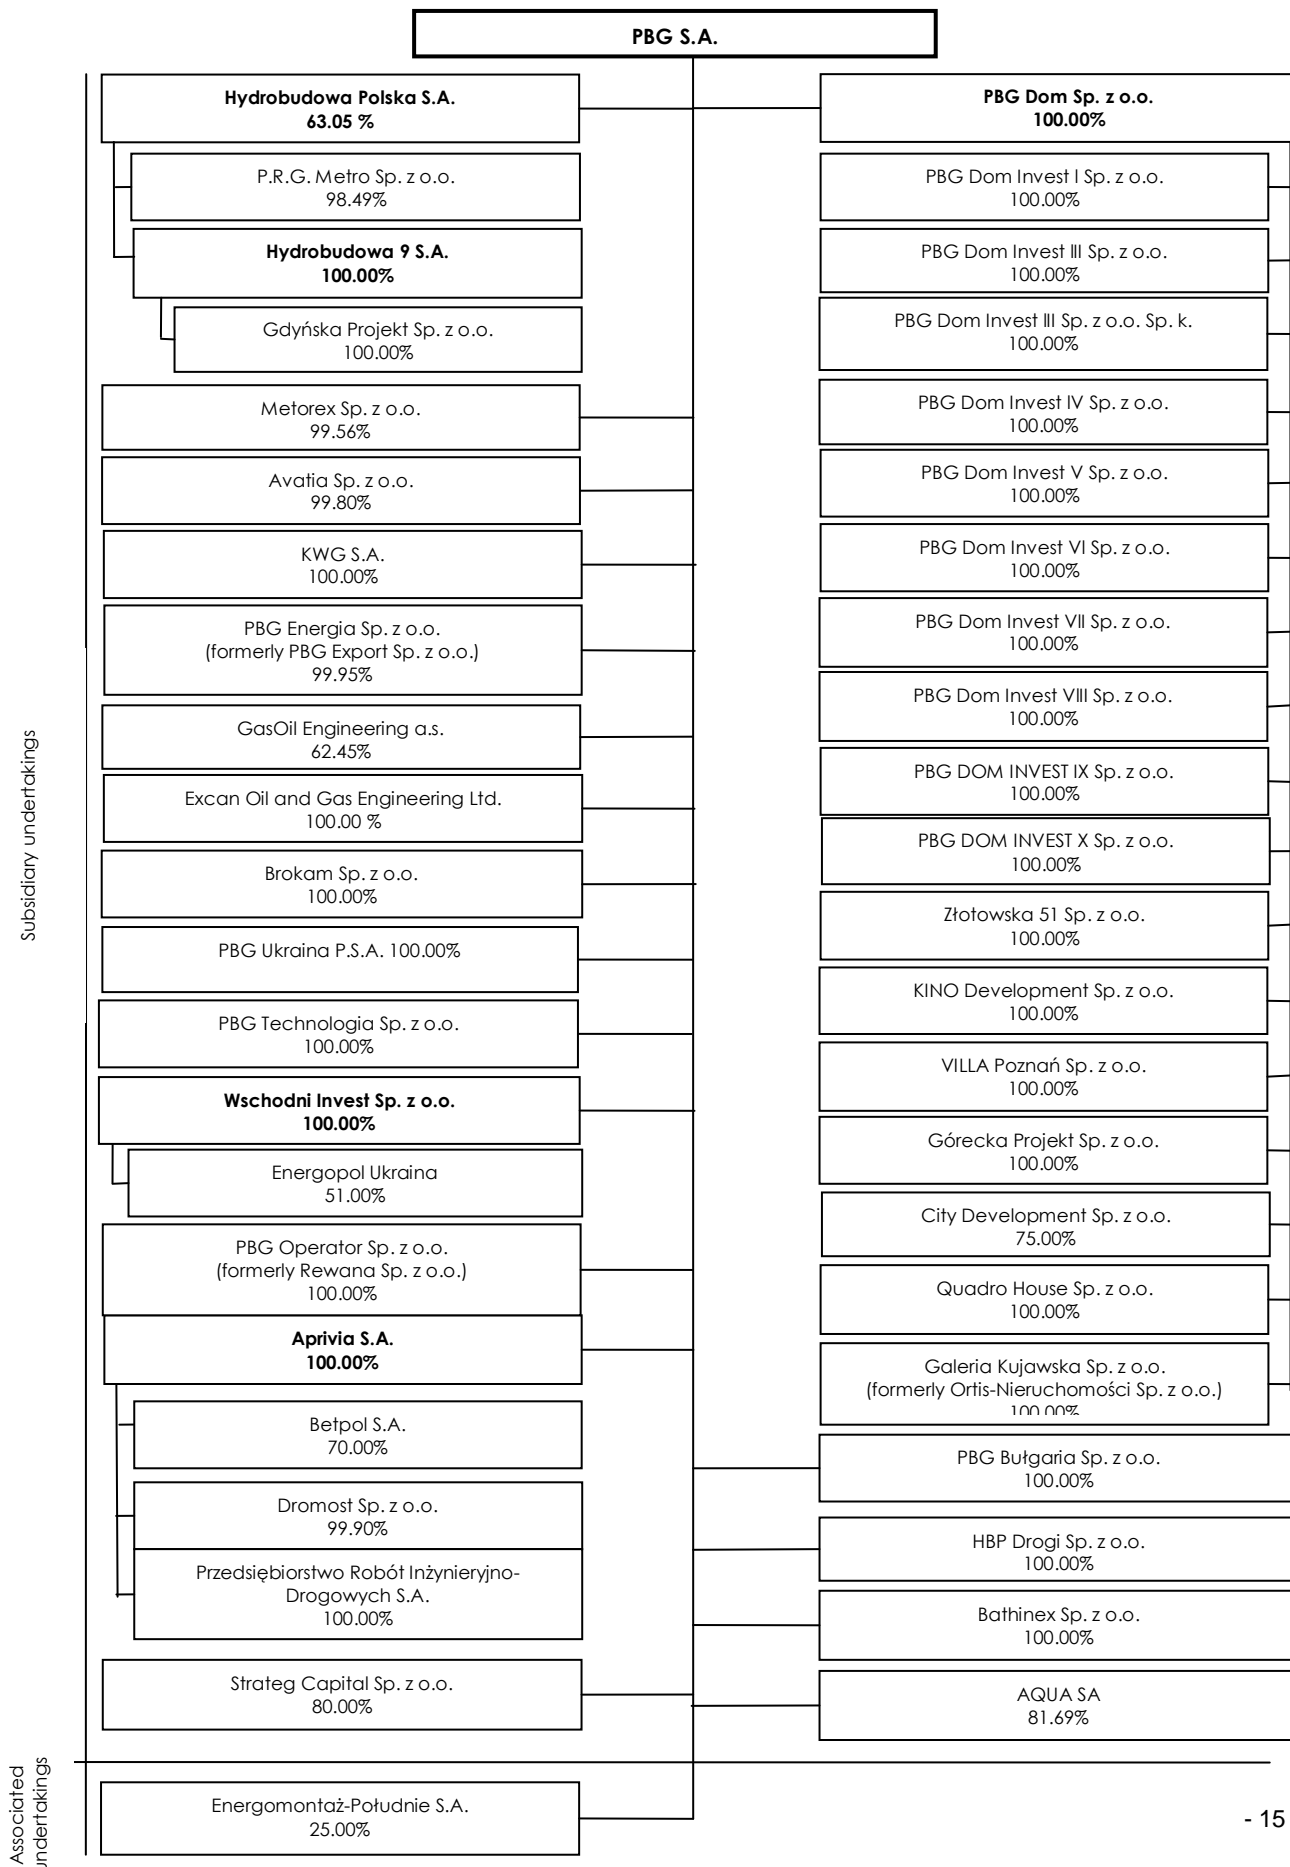 PBG S.A.
Hydrobudowa Polska S.A.
63.05 %
P.R.G. Metro Sp. z o.o.
98.49%
Hydrobudowa 9 S.A.
100.00%
Gdyńska Projekt Sp. z o.o.
100.00%
Metorex Sp. z o.o.
99.56%
Avatia Sp. z o.o.
99.80%
KWG S.A.
100.00%
PBG Energia Sp. z o.o.
(formerly PBG Export Sp. z o.o.)
99.95%
GasOil Engineering a.s.
62.45%
Excan Oil and Gas Engineering Ltd.
100.00 %
Brokam Sp. z o.o.
100.00%
PBG Ukraina P.S.A. 100.00%
PBG Technologia Sp. z o.o.
100.00%
Wschodni Invest Sp. z o.o.
100.00%
Energopol Ukraina
51.00%
PBG Operator Sp. z o.o.
(formerly Rewana Sp. z o.o.)
100.00%
Aprivia S.A.
100.00%
Betpol S.A.
70.00%
Dromost Sp. z o.o.
99.90%
Przedsiębiorstwo Robót Inżynieryjno-
Drogowych S.A.
100.00%
Strateg Capital Sp. z o.o.
80.00%
PBG Dom Sp. z o.o.
100.00%
PBG Dom Invest I Sp. z o.o.
100.00%
PBG Dom Invest III Sp. z o.o.
100.00%
PBG Dom Invest III Sp. z o.o. Sp. k.
100.00%
PBG Dom Invest IV Sp. z o.o.
100.00%
PBG Dom Invest V Sp. z o.o.
100.00%
PBG Dom Invest VI Sp. z o.o.
100.00%
PBG Dom Invest VII Sp. z o.o.
100.00%
PBG Dom Invest VIII Sp. z o.o.
100.00%
PBG DOM INVEST IX Sp. z o.o.
100.00%
PBG DOM INVEST X Sp. z o.o.
100.00%
Złotowska 51 Sp. z o.o.
100.00%
KINO Development Sp. z o.o.
100.00%
VILLA Poznań Sp. z o.o.
100.00%
Górecka Projekt Sp. z o.o.
100.00%
City Development Sp. z o.o.
75.00%
Quadro House Sp. z o.o.
100.00%
Galeria Kujawska Sp. z o.o.
(formerly Ortis-Nieruchomości Sp. z o.o.)
100.00%
PBG Bułgaria Sp. z o.o.
100.00%
HBP Drogi Sp. z o.o.
100.00%
Bathinex Sp. z o.o.
100.00%
AQUA SA
81.69%
Subsidiary undertakings
Energomontaż-Południe S.A.
25.00%
Associated
undertakings
- 15